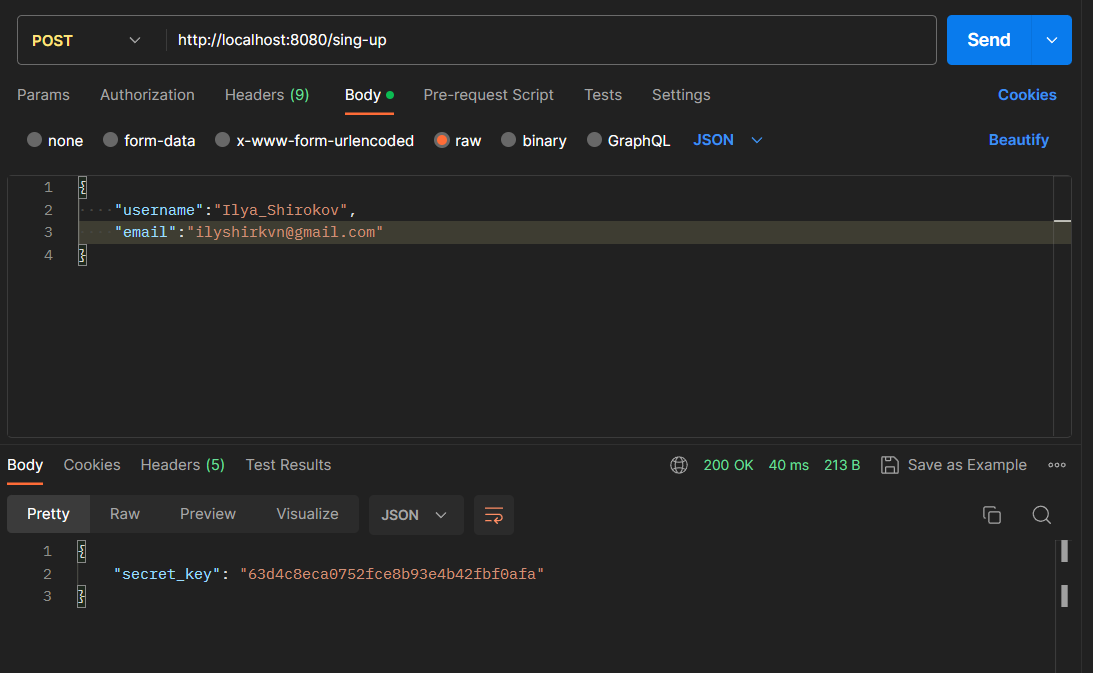 POST http://localhost:8080/sing-up Send
Params Authorization Headers (9) Body Pre-request Script Tests Settings Cookies
none form-data x-www-form-urlencoded raw binary GraphQL JSON Beautify
1 {
2 "username":"Ilya_Shirokov",
3 "email":"ilyshirkvn@gmail.com"
4 }
Body Cookies Headers (5) Test Results 200 OK 40 ms 213 B Save as Example
Pretty Raw Preview Visualize JSON
1 {
2 "secret_key": "63d4c8eca0752fce8b93e4b42fbf0afa"
3 }